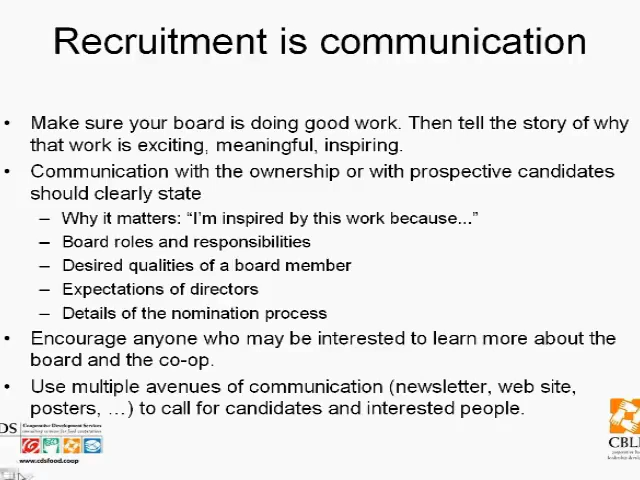 Recruitment is communication
• Make sure your board is doing good work. Then tell the story of why
that work is exciting, meaningful, inspiring.
• Communication with the ownership or with prospective candidates
should clearly state
– Why it matters: “I’m inspired by this work because...”
– Board roles and responsibilities
– Desired qualities of a board member
– Expectations of directors
– Details of the nomination process
• Encourage anyone who may be interested to learn more about the
board and the co-op.
• Use multiple avenues of communication (newsletter, web site,
posters, …) to call for candidates and interested people.
DS Cooperative Development Services
www.cdsfood.coop
CBL